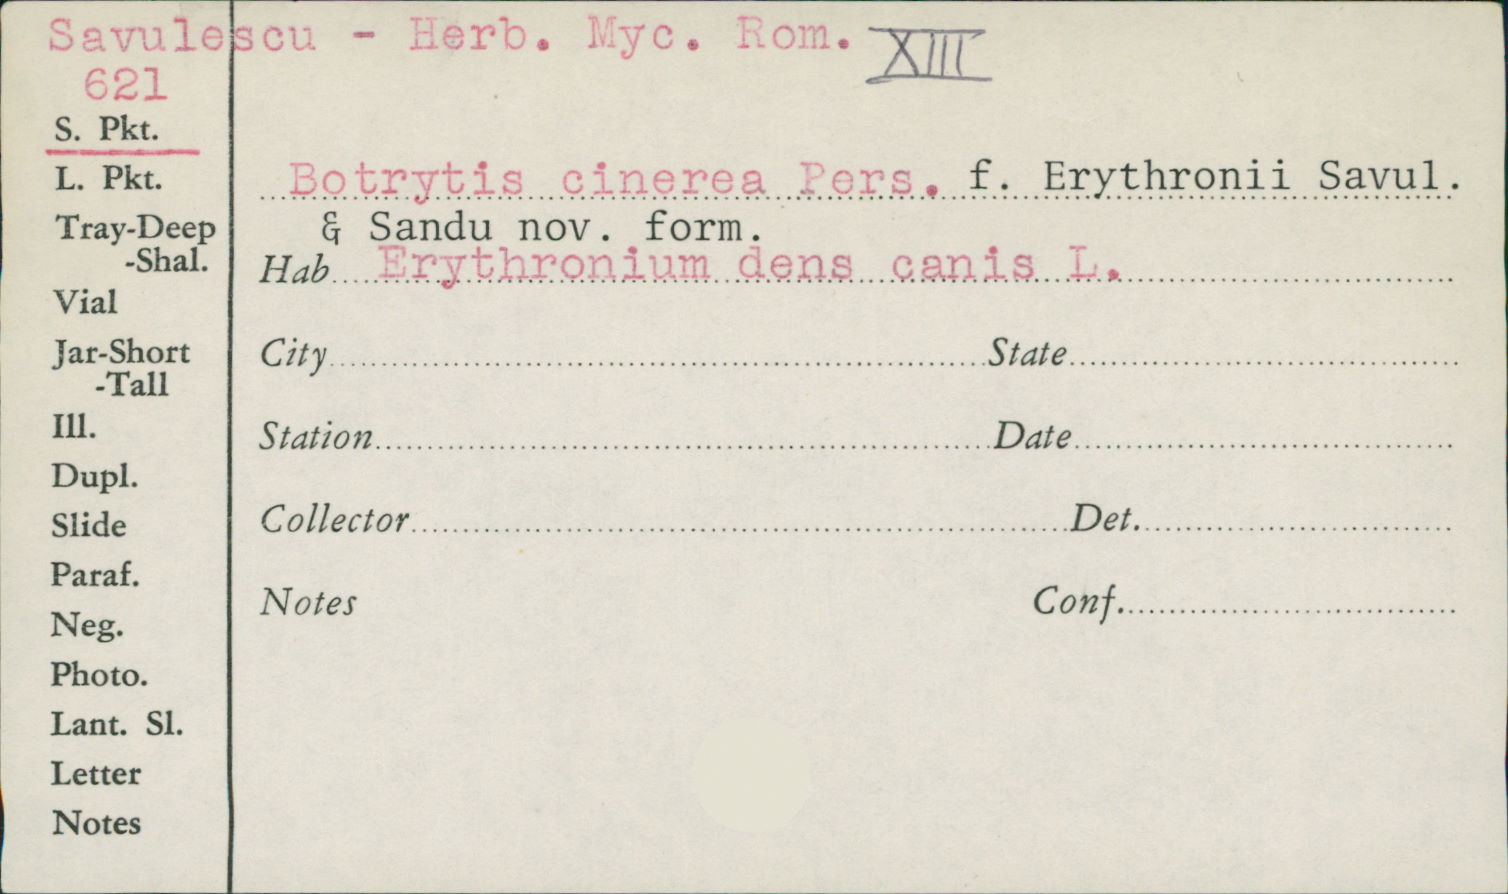 Savulescu - Herb. Myc. Rom. XIII
621
S. Pkt.
L. Pkt.
Tray-Deep
-Shal.
Vial
Jar-Short
-Tall
Ill.
Dupl.
Slide
Paraf.
Neg.
Photo.
Lant. Sl.
Letter
Notes
Botrytis cinerea Pers. f. Erythronii Savul.
& Sandu nov. form.
Hab Erythronium dens canis L.
City State
Station Date
Collector Det.
Notes Conf.